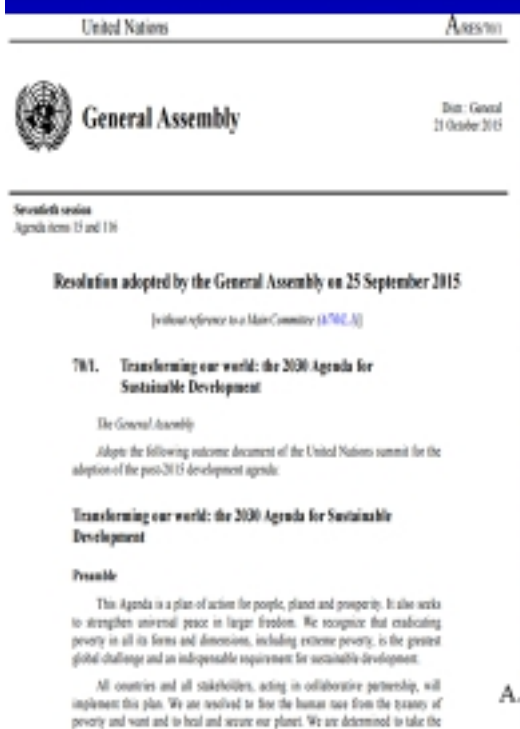 United Nations
A/RES/70/1
General Assembly
Distr.: General
21 October 2015
Seventieth session
Agenda items 15 and 116
Resolution adopted by the General Assembly on 25 September 2015
[without reference to a Main Committee (A/70/L.1)]
70/1. Transforming our world: the 2030 Agenda for
Sustainable Development
The General Assembly
Adopts the following outcome document of the United Nations summit for the
adoption of the post-2015 development agenda:
Transforming our world: the 2030 Agenda for Sustainable
Development
Preamble
This Agenda is a plan of action for people, planet and prosperity. It also seeks
to strengthen universal peace in larger freedom. We recognize that eradicating
poverty in all its forms and dimensions, including extreme poverty, is the greatest
global challenge and an indispensable requirement for sustainable development.
All countries and all stakeholders, acting in collaborative partnership, will
implement this plan. We are resolved to free the human race from the tyranny of
poverty and want and to heal and secure our planet. We are determined to take the
A.